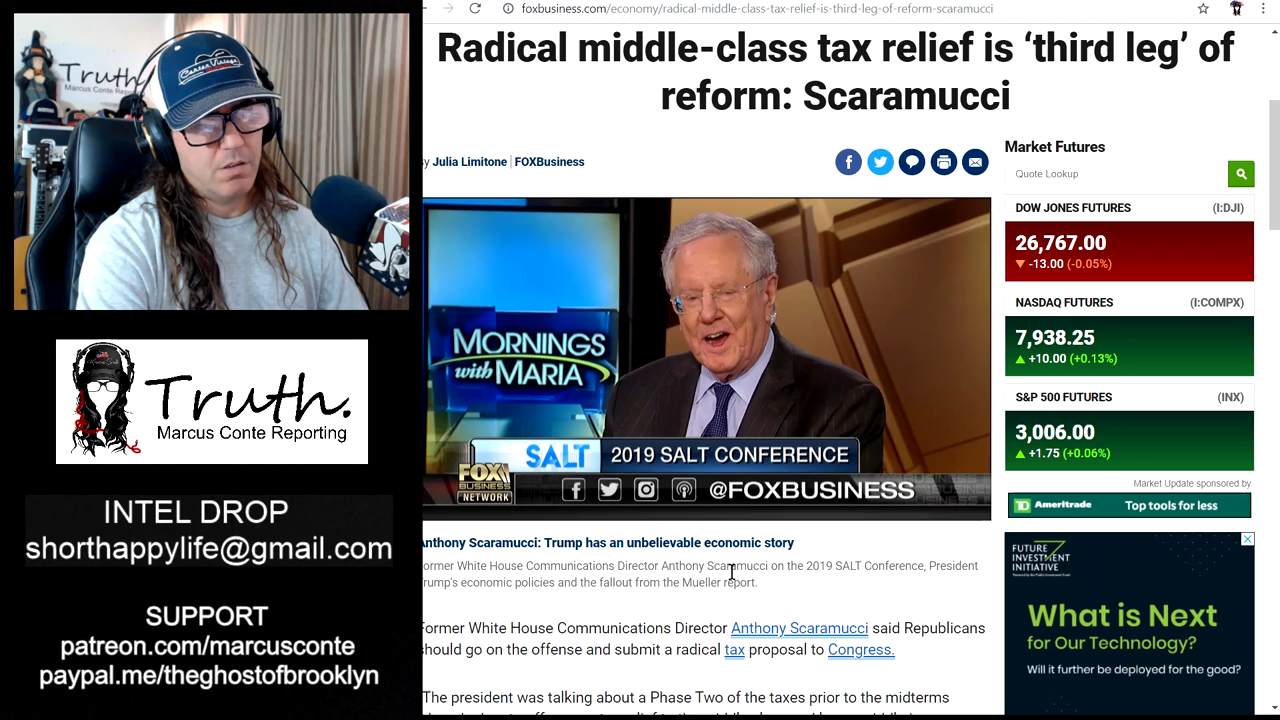 foxbusiness.com/economy/radical-middle-class-tax-relief-is-third-leg-of-reform-scaramucci
Truth.
Marcus Conte Reporting
Radical middle-class tax relief is ‘third leg’ of
reform: Scaramucci
y Julia Limitone | FOXBusiness
MORNINGS
with MARIA
SALT
2019 SALT CONFERENCE
FOX
BUSINESS
NETWORK
@FOXBUSINESS
Anthony Scaramucci: Trump has an unbelievable economic story
ormer White House Communications Director Anthony Scaramucci on the 2019 SALT Conference, President
rump's economic policies and the fallout from the Mueller report.
Former White House Communications Director Anthony Scaramucci said Republicans
should go on the offense and submit a radical tax proposal to Congress.
“The president was talking about a Phase Two of the taxes prior to the midterms
Market Futures
Quote Lookup
DOW JONES FUTURES (I:DJI)
26,767.00
▼ -13.00 (-0.05%)
NASDAQ FUTURES (I:COMPX)
7,938.25
▲ +10.00 (+0.13%)
S&P 500 FUTURES (INX)
3,006.00
▲ +1.75 (+0.06%)
Market Update sponsored by
Ameritrade Top tools for less
FUTURE
INVESTMENT
INITIATIVE
What is Next
for Our Technology?
Will it further be deployed for the good?
Truth.
Marcus Conte Reporting
INTEL DROP
shorthappylife@gmail.com
SUPPORT
patreon.com/marcusconte
paypal.me/theghostofbrooklyn